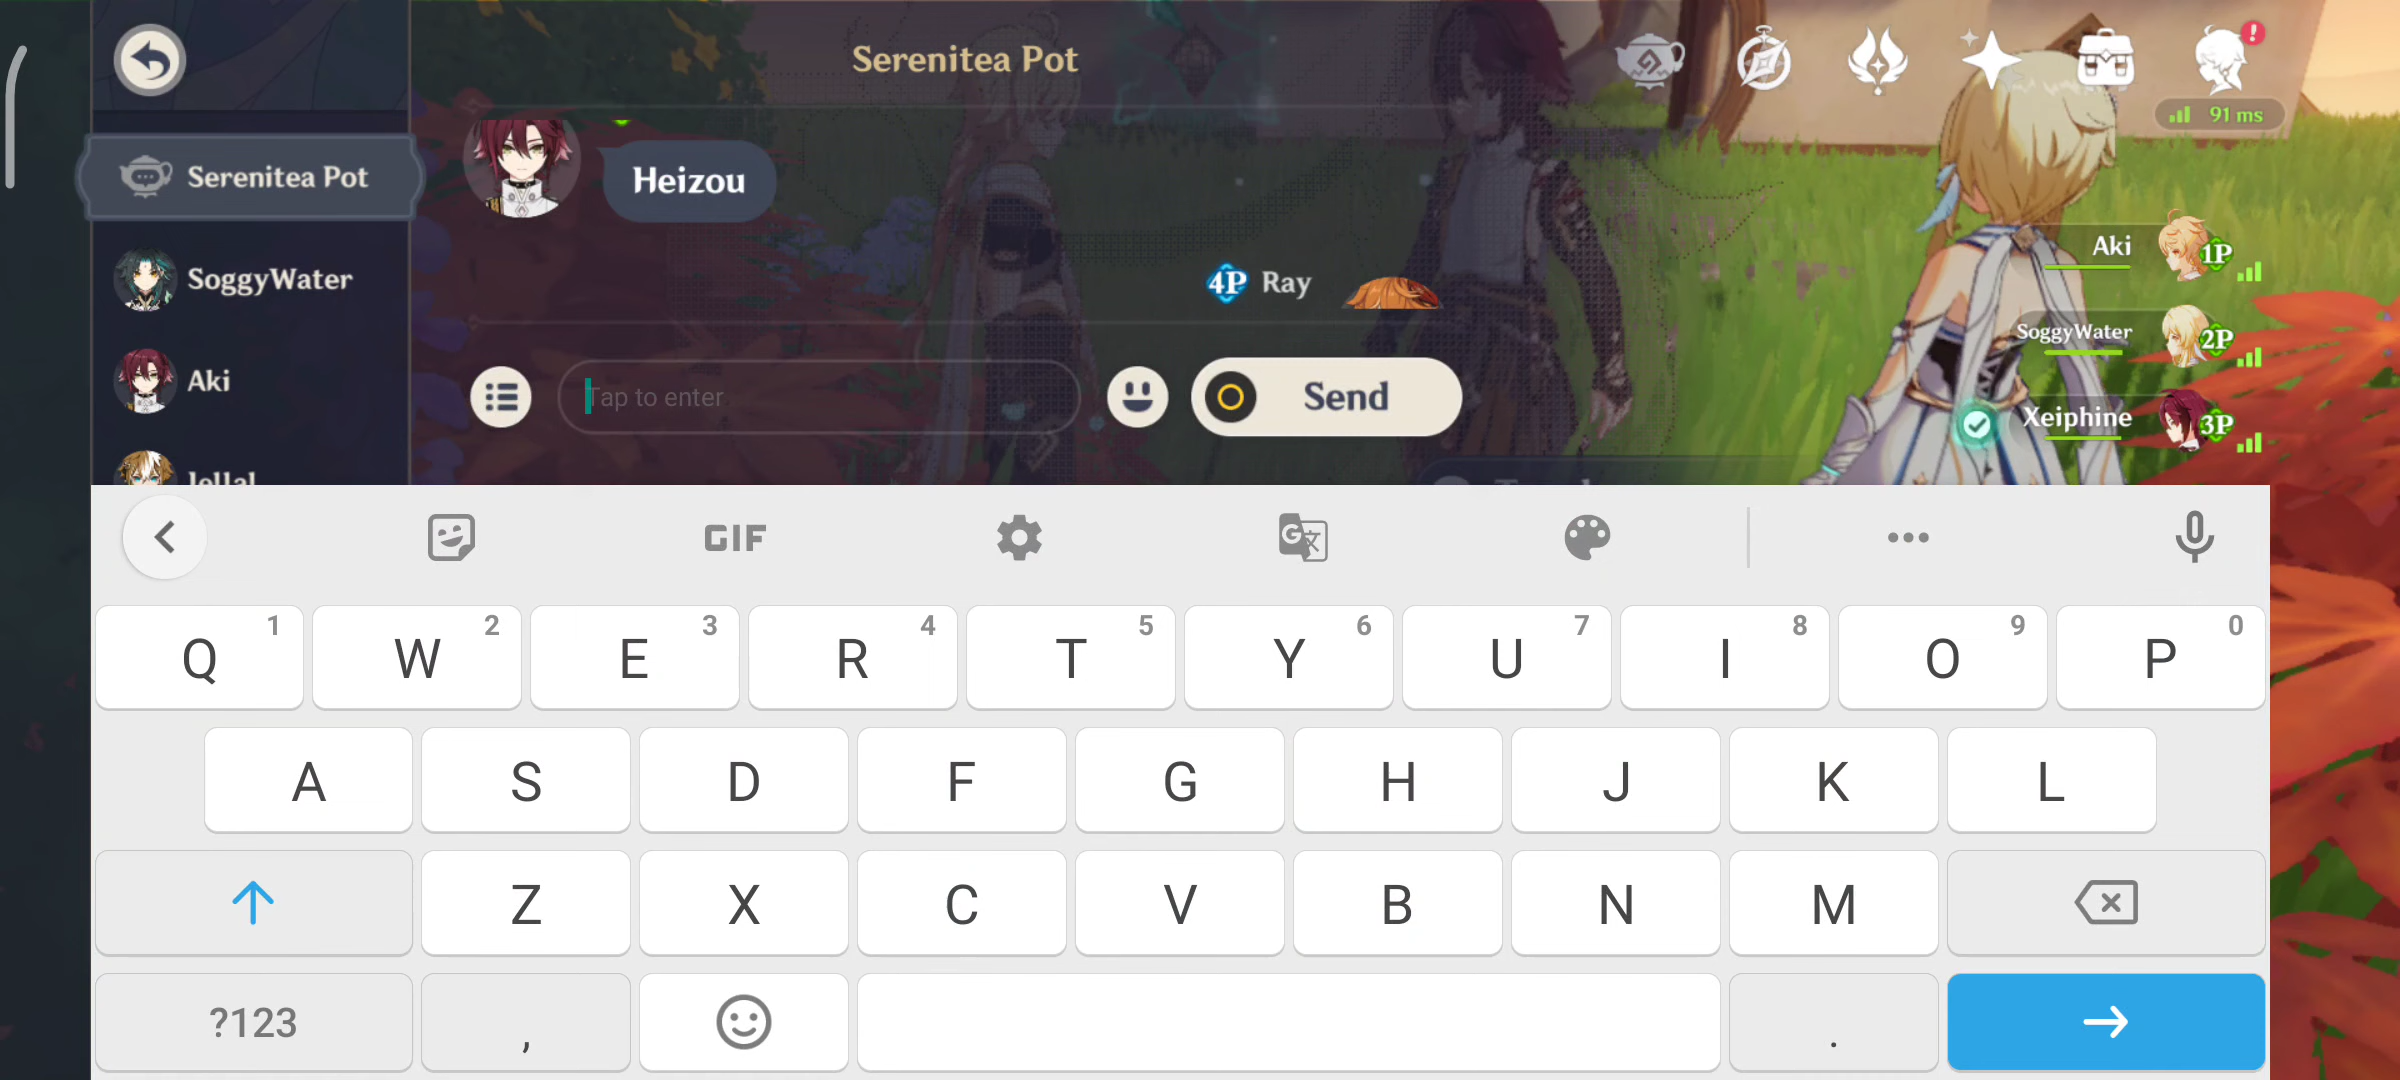 Serenitea Pot
91 ms
Serenitea Pot
Heizou
SoggyWater
Aki
1P
4P Ray
SoggyWater
2P
Aki
Tap to enter
Send
Xeiphine
3P
Jellal
GIF
Q 1 W 2 E 3 R 4 T 5 Y 6 U 7 I 8 O 9 P 0
A S D F G H J K L
Z X C V B N M
?123 , .